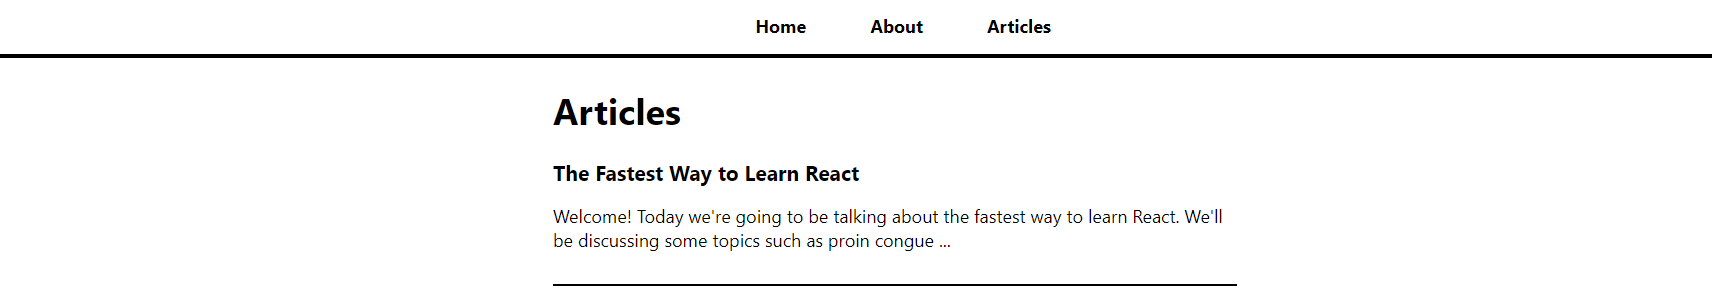 Home About Articles
Articles
The Fastest Way to Learn React
Welcome! Today we're going to be talking about the fastest way to learn React. We'll
be discussing some topics such as proin congue ...